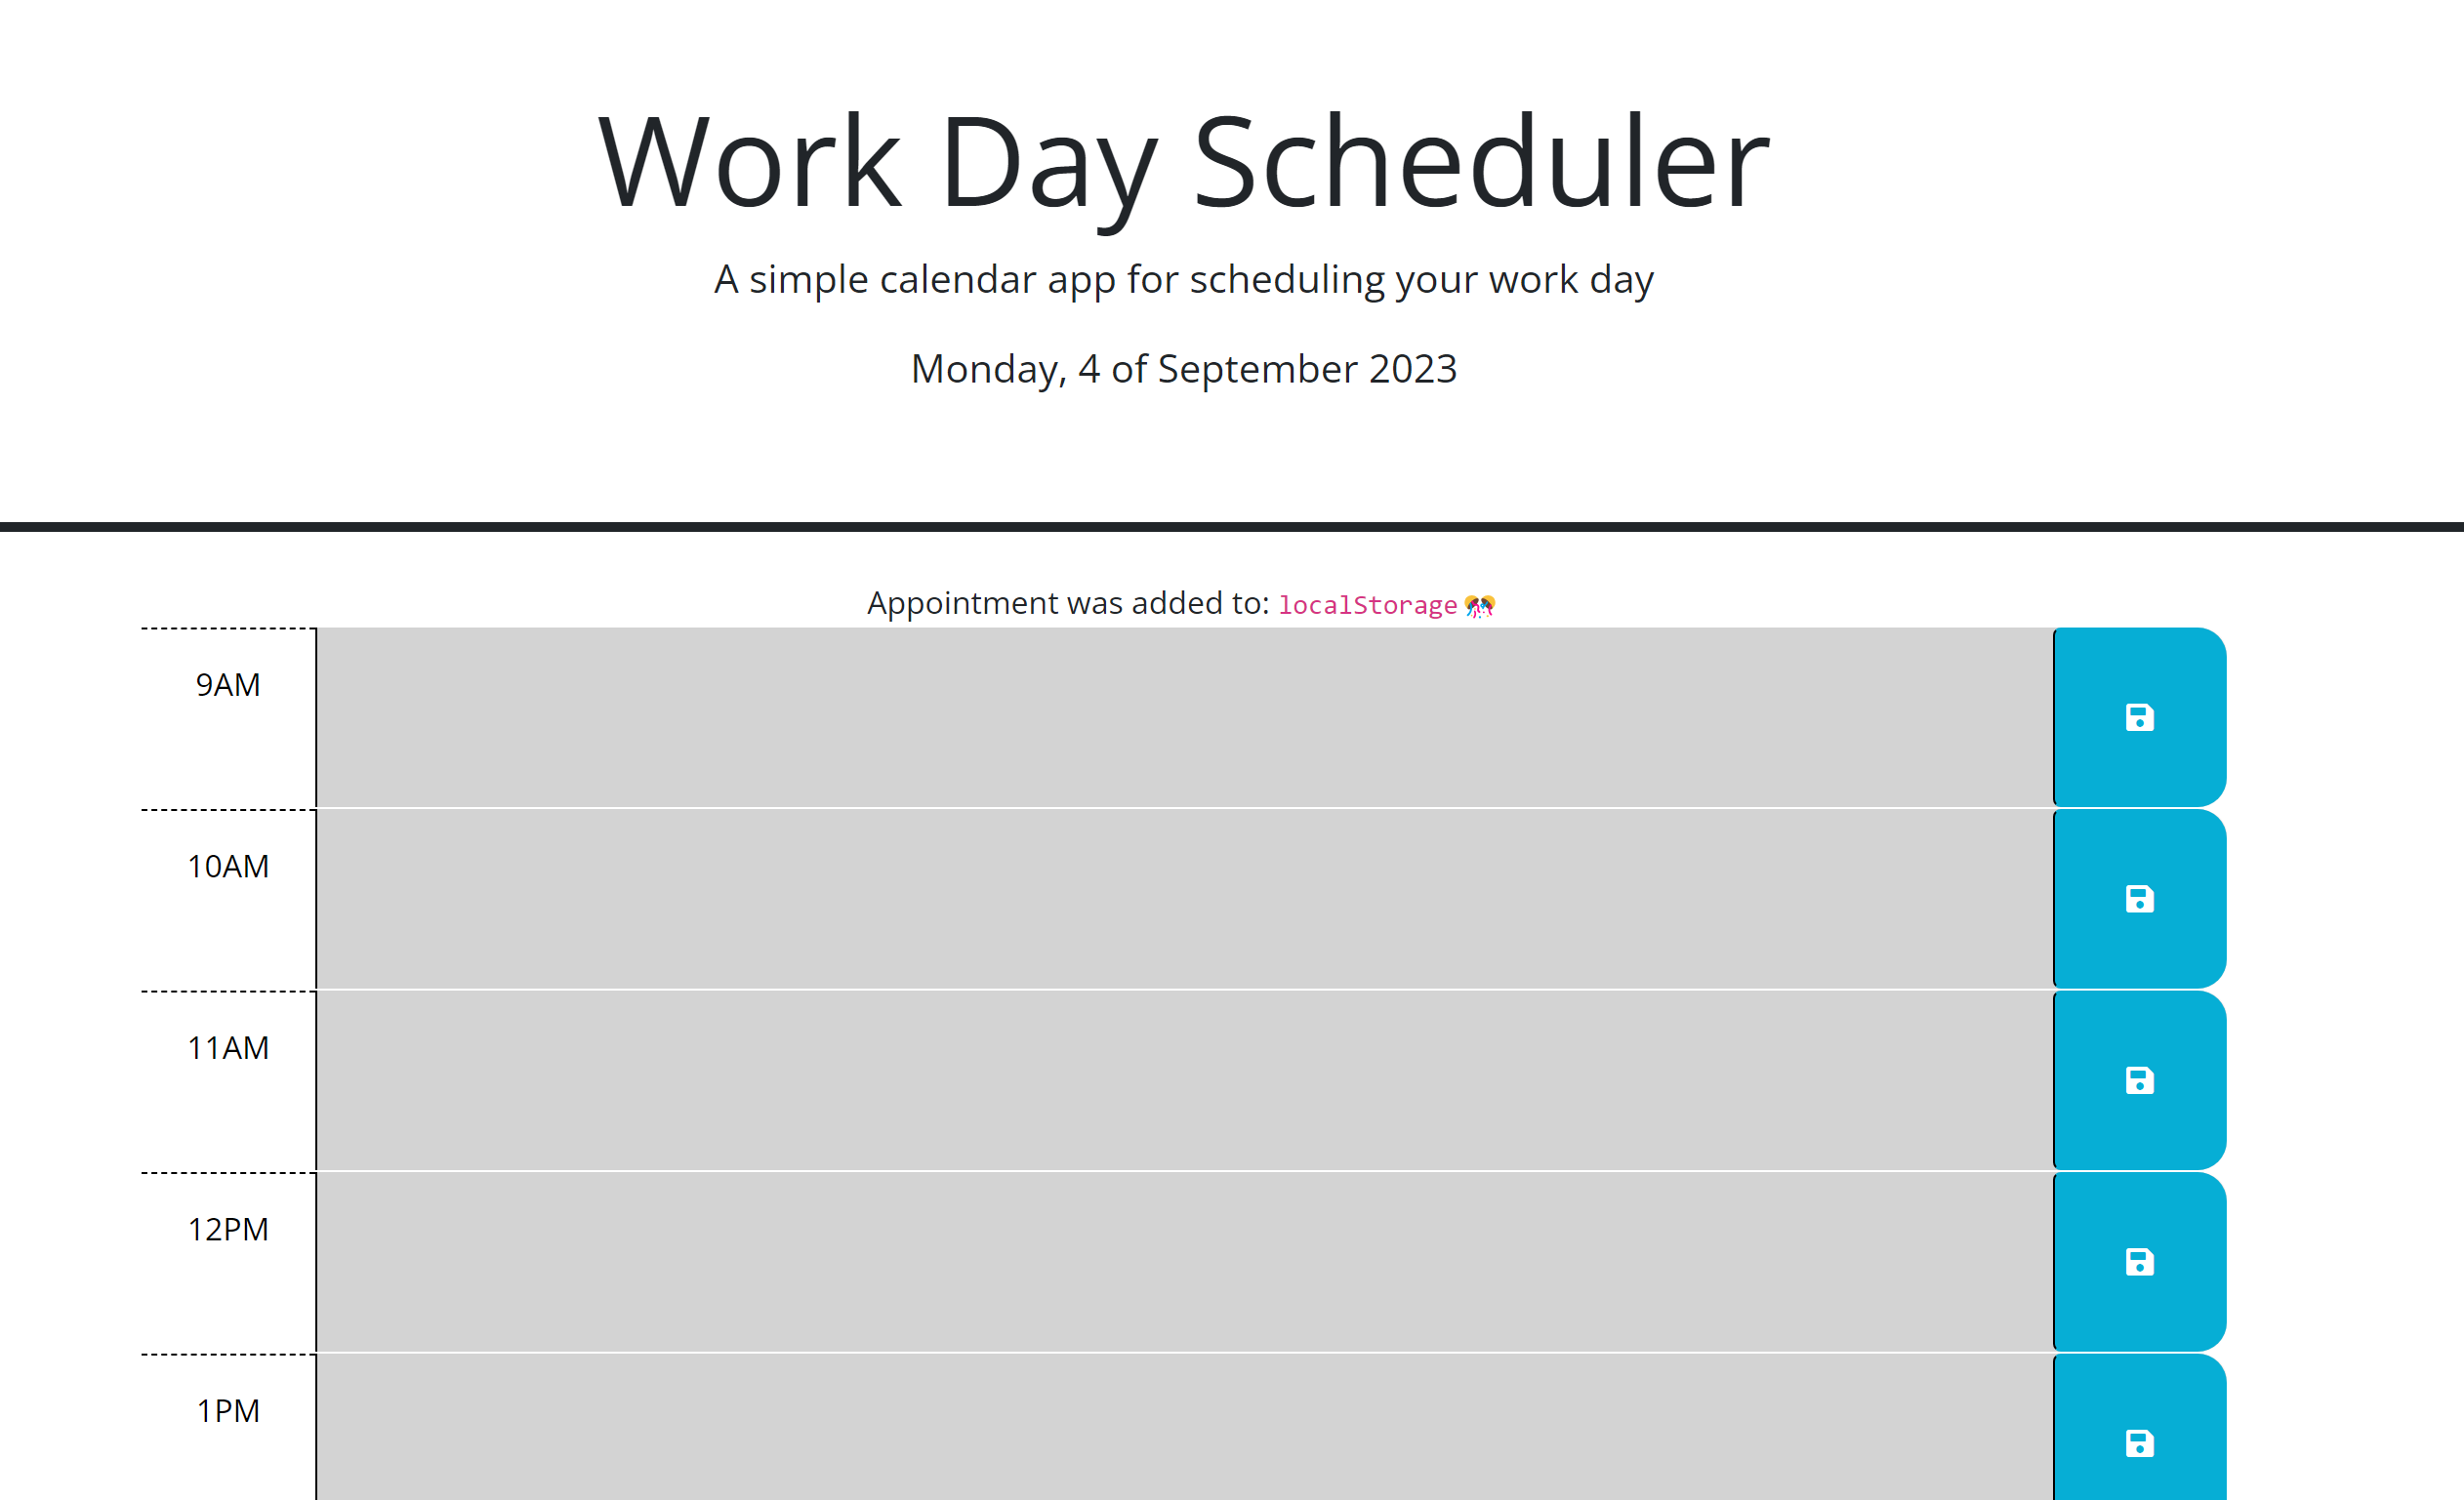 Work Day Scheduler
A simple calendar app for scheduling your work day
Monday, 4 of September 2023
Appointment was added to: localStorage 🎊
9AM
10AM
11AM
12PM
1PM